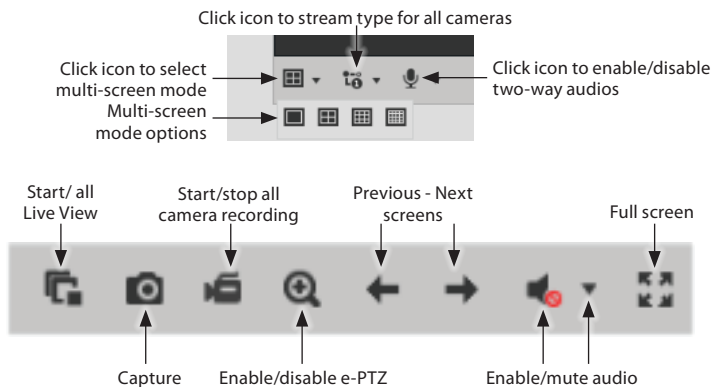 Click icon to stream type for all cameras
Click icon to select
multi-screen mode
Click icon to enable/disable
two-way audios
Multi-screen
mode options
Start/ all
Live View
Start/stop all
camera recording
Previous - Next
screens
Full screen
Capture
Enable/disable e-PTZ
Enable/mute audio